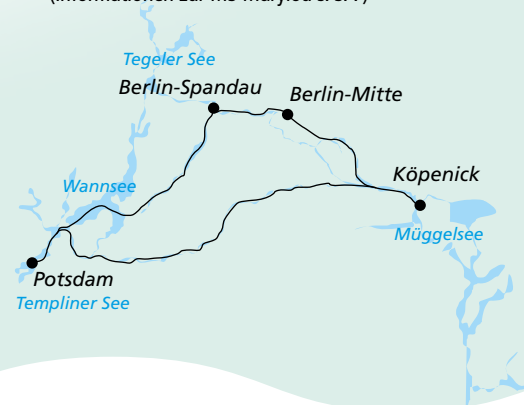 Tegeler See
Berlin-Spandau
Berlin-Mitte
Köpenick
Wannsee
Müggelsee
Potsdam
Templiner See